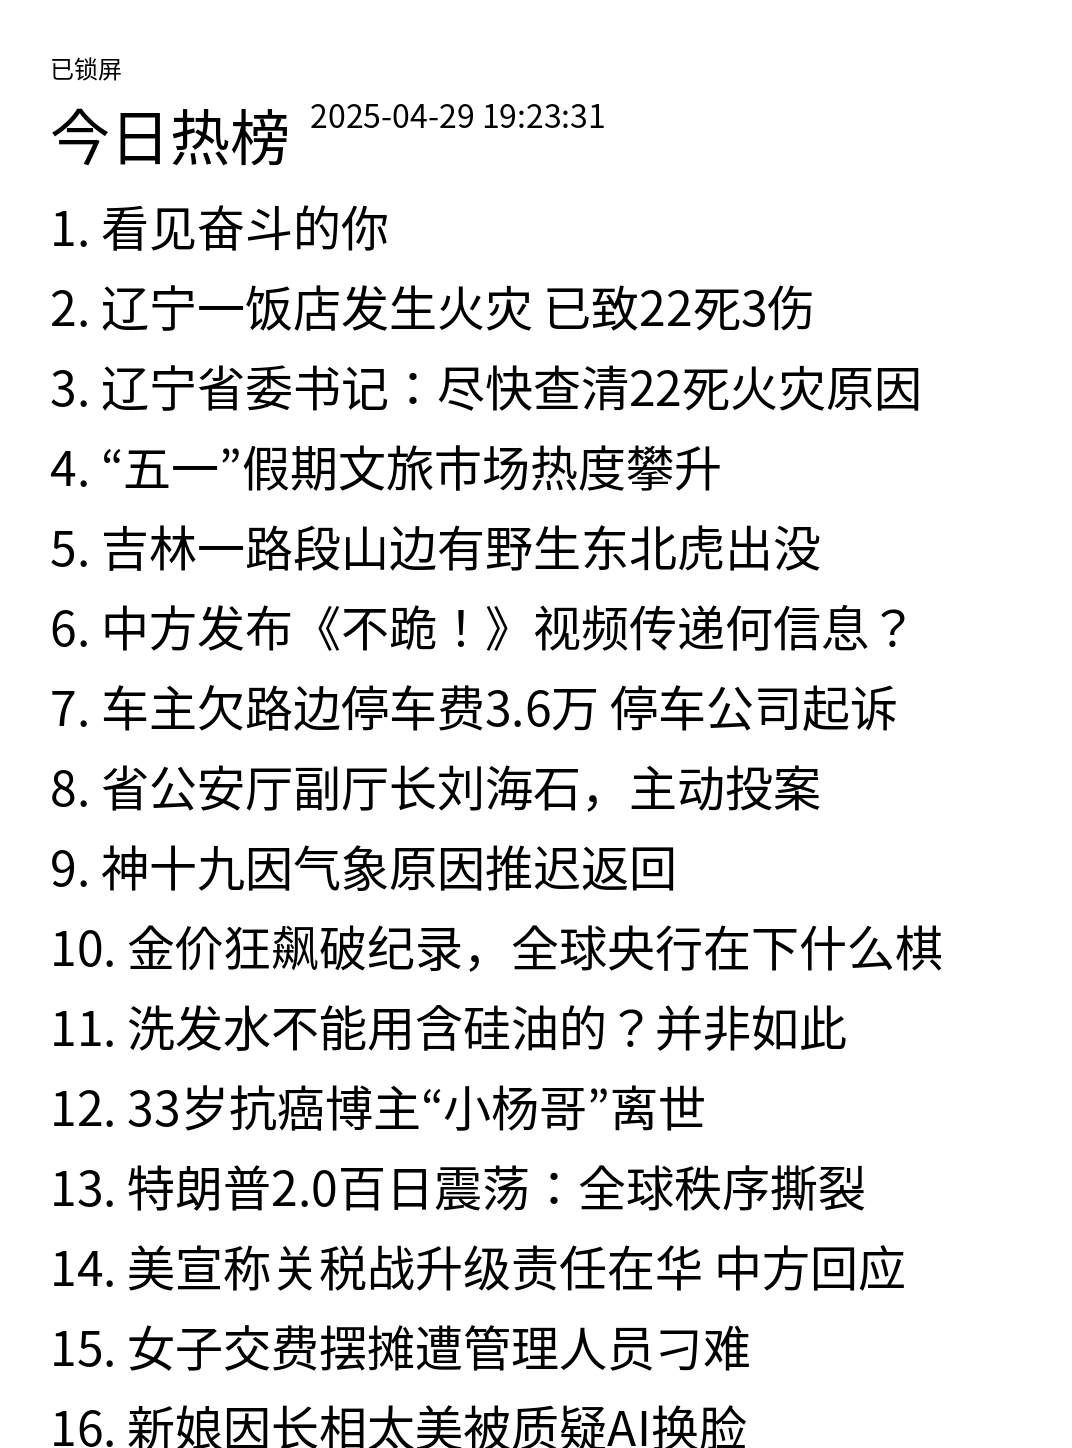 已锁屏
今日热榜 2025-04-29 19:23:31
1. 看见奋斗的你
2. 辽宁一饭店发生火灾 已致22死3伤
3. 辽宁省委书记：尽快查清22死火灾原因
4. “五一”假期文旅市场热度攀升
5. 吉林一路段山边有野生东北虎出没
6. 中方发布《不跪！》视频传递何信息？
7. 车主欠路边停车费3.6万 停车公司起诉
8. 省公安厅副厅长刘海石，主动投案
9. 神十九因气象原因推迟返回
10. 金价狂飙破纪录，全球央行在下什么棋
11. 洗发水不能用含硅油的？并非如此
12. 33岁抗癌博主“小杨哥”离世
13. 特朗普2.0百日震荡：全球秩序撕裂
14. 美宣称关税战升级责任在华 中方回应
15. 女子交费摆摊遭管理人员刁难
16. 新娘因长相太美被质疑AI换脸